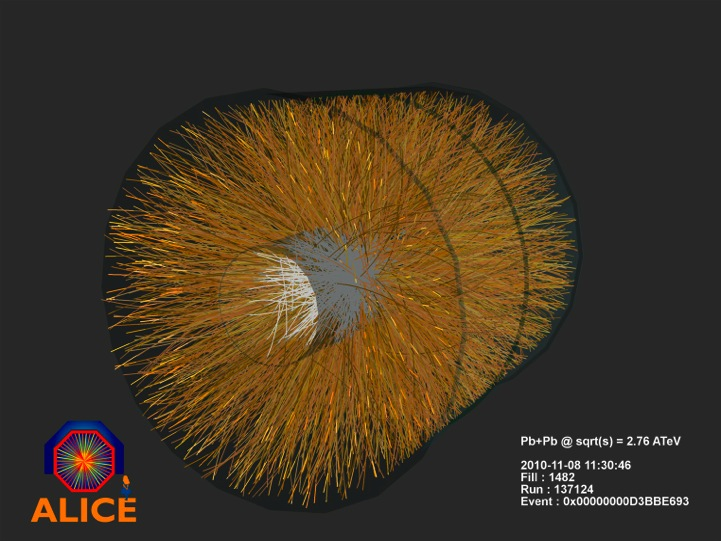 Pb+Pb @ sqrt(s) = 2.76 ATeV
2010-11-08 11:30:46
Fill : 1482
Run : 137124
Event : 0x00000000D3BBE693
ALICE